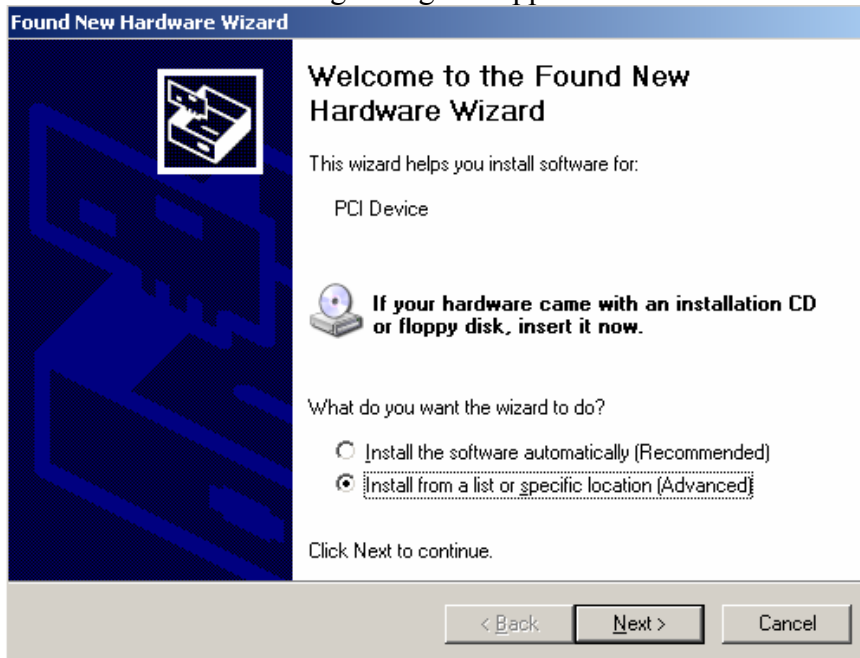 Found New Hardware Wizard
Welcome to the Found New
Hardware Wizard
This wizard helps you install software for:
PCI Device
If your hardware came with an installation CD
or floppy disk, insert it now.
What do you want the wizard to do?
Install the software automatically (Recommended)
Install from a list or specific location (Advanced)
Click Next to continue.
< Back
Next >
Cancel